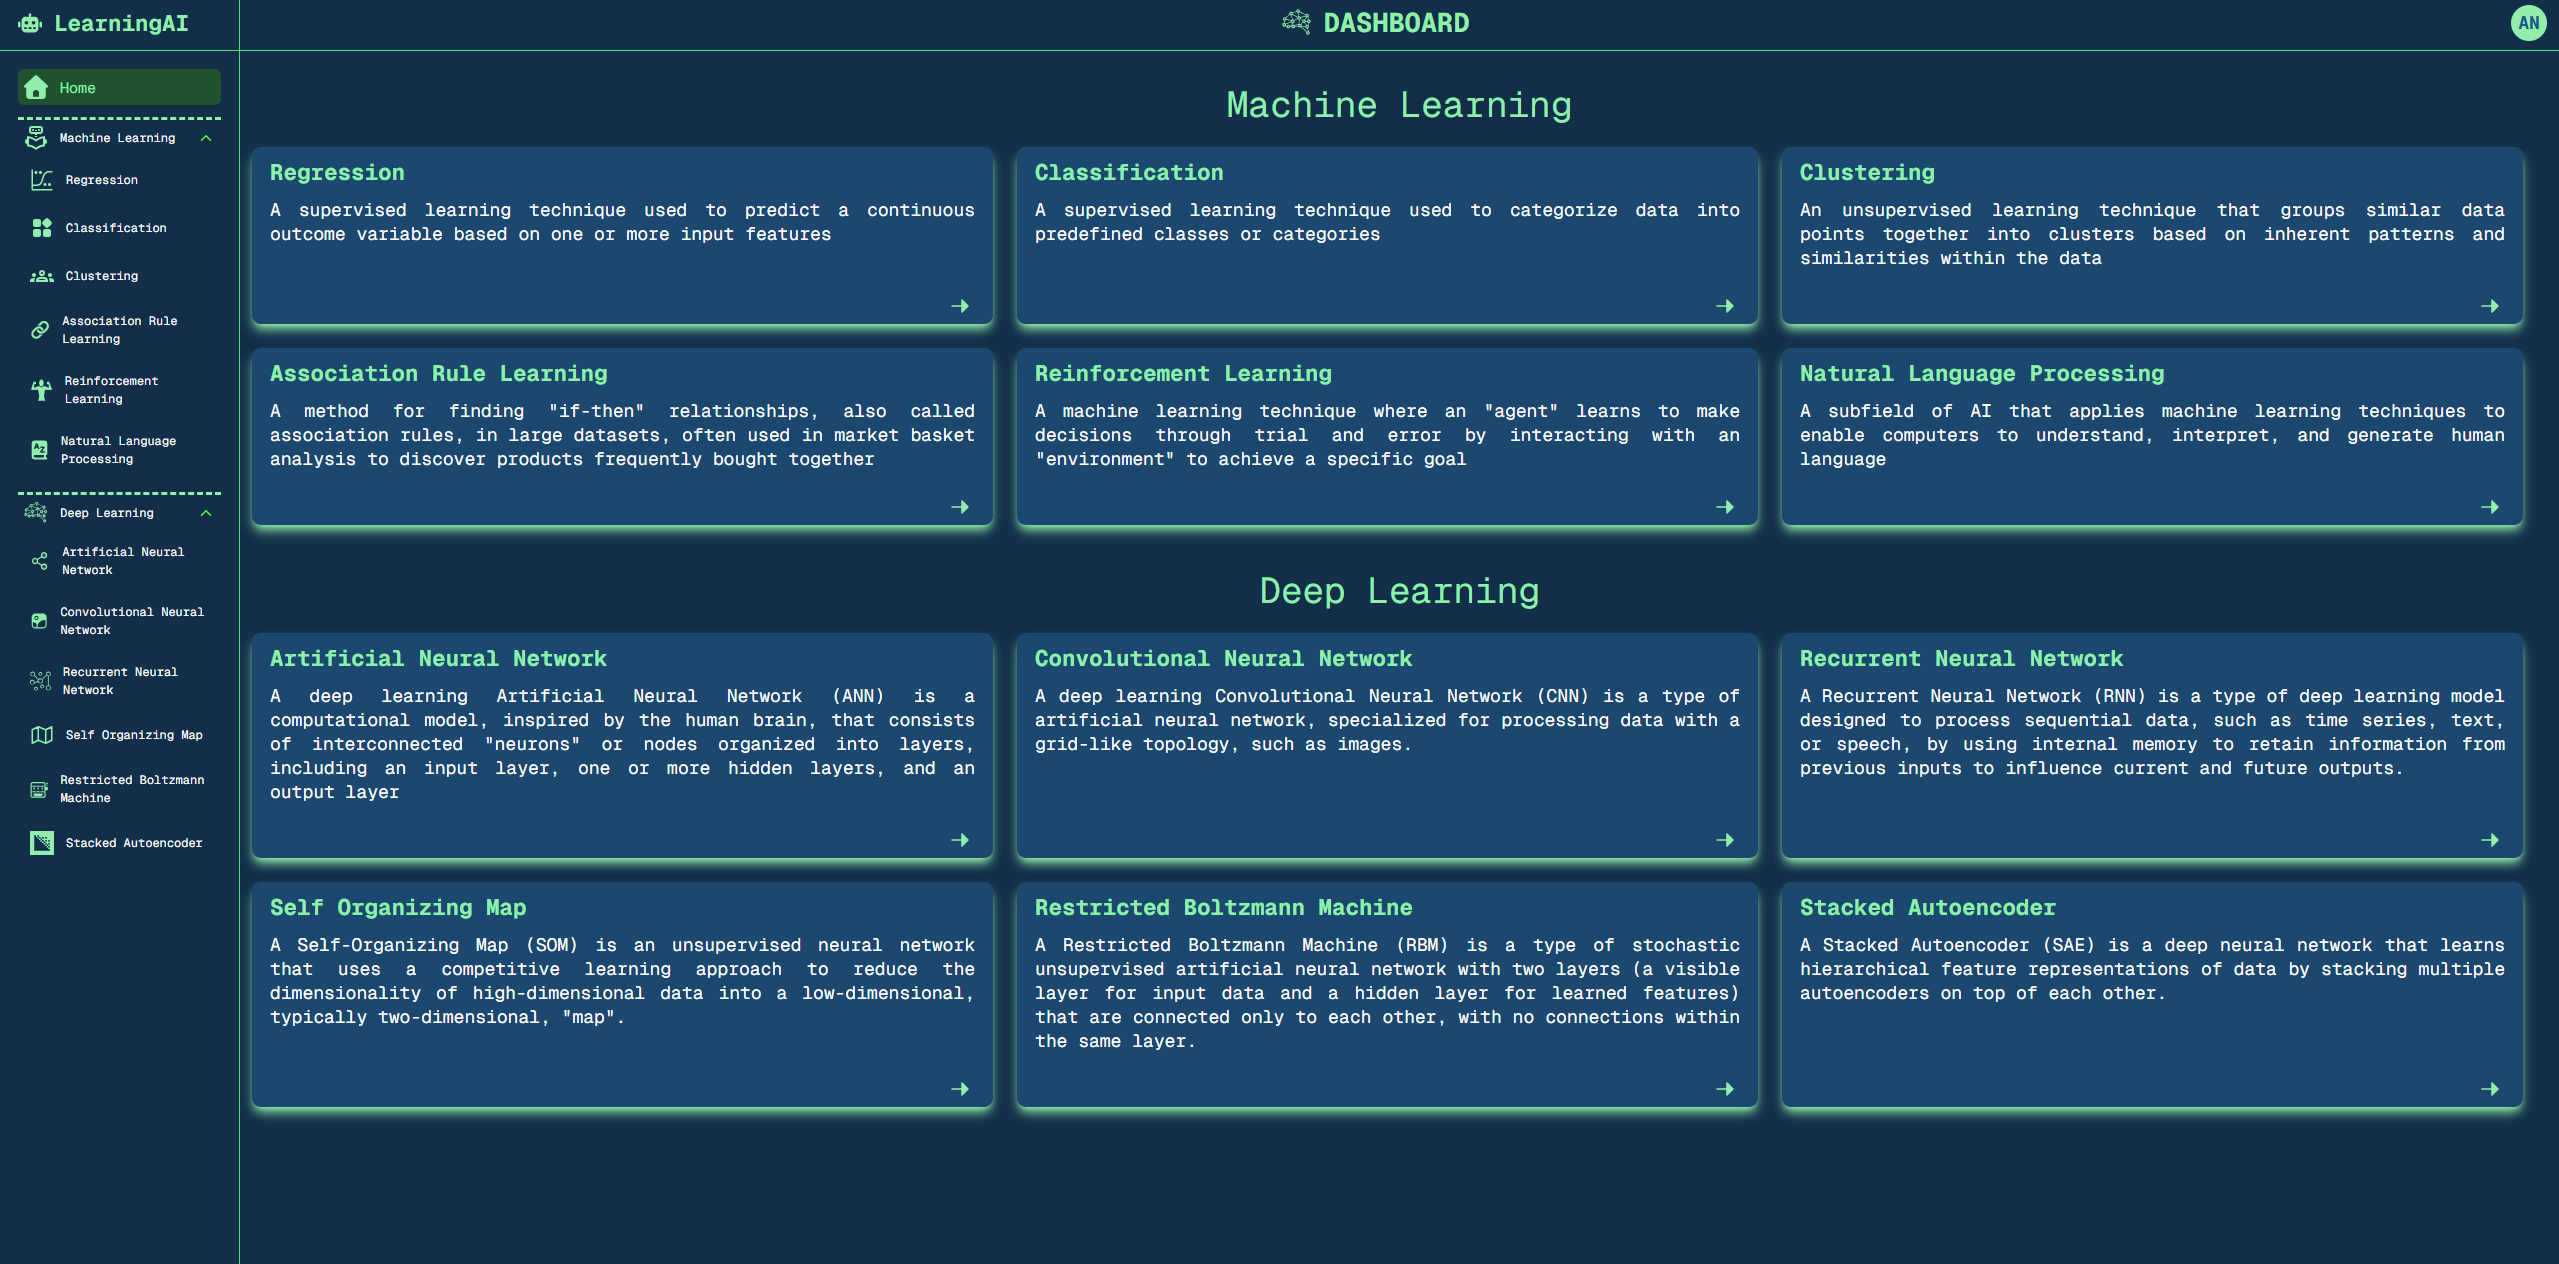 LearningAI
DASHBOARD
AN
Home
Machine Learning
Regression
Classification
Clustering
Association Rule
Learning
Reinforcement
Learning
Natural Language
Processing
Deep Learning
Artificial Neural
Network
Convolutional Neural
Network
Recurrent Neural
Network
Self Organizing Map
Restricted Boltzmann
Machine
Stacked Autoencoder
Machine Learning
Regression
A supervised learning technique used to predict a continuous
outcome variable based on one or more input features
Classification
A supervised learning technique used to categorize data into
predefined classes or categories
Clustering
An unsupervised learning technique that groups similar data
points together into clusters based on inherent patterns and
similarities within the data
Association Rule Learning
A method for finding "if-then" relationships, also called
association rules, in large datasets, often used in market basket
analysis to discover products frequently bought together
Reinforcement Learning
A machine learning technique where an "agent" learns to make
decisions through trial and error by interacting with an
"environment" to achieve a specific goal
Natural Language Processing
A subfield of AI that applies machine learning techniques to
enable computers to understand, interpret, and generate human
language
Deep Learning
Artificial Neural Network
A deep learning Artificial Neural Network (ANN) is a
computational model, inspired by the human brain, that consists
of interconnected "neurons" or nodes organized into layers,
including an input layer, one or more hidden layers, and an
output layer
Convolutional Neural Network
A deep learning Convolutional Neural Network (CNN) is a type of
artificial neural network, specialized for processing data with a
grid-like topology, such as images.
Recurrent Neural Network
A Recurrent Neural Network (RNN) is a type of deep learning model
designed to process sequential data, such as time series, text,
or speech, by using internal memory to retain information from
previous inputs to influence current and future outputs.
Self Organizing Map
A Self-Organizing Map (SOM) is an unsupervised neural network
that uses a competitive learning approach to reduce the
dimensionality of high-dimensional data into a low-dimensional,
typically two-dimensional, "map".
Restricted Boltzmann Machine
A Restricted Boltzmann Machine (RBM) is a type of stochastic
unsupervised artificial neural network with two layers (a visible
layer for input data and a hidden layer for learned features)
that are connected only to each other, with no connections within
the same layer.
Stacked Autoencoder
A Stacked Autoencoder (SAE) is a deep neural network that learns
hierarchical feature representations of data by stacking multiple
autoencoders on top of each other.